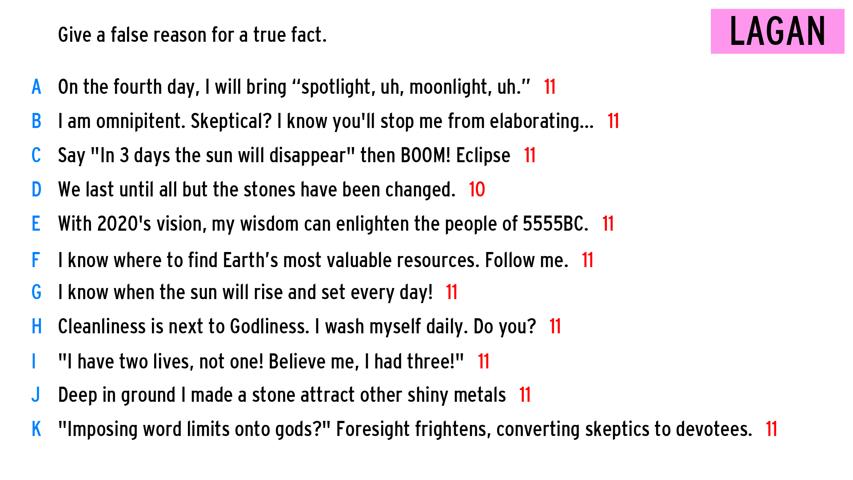 Give a false reason for a true fact.
LAGAN
A On the fourth day, I will bring “spotlight, uh, moonlight, uh.” 11
B I am omnipitent. Skeptical? I know you'll stop me from elaborating... 11
C Say "In 3 days the sun will disappear" then BOOM! Eclipse 11
D We last until all but the stones have been changed. 10
E With 2020's vision, my wisdom can enlighten the people of 5555BC. 11
F I know where to find Earth’s most valuable resources. Follow me. 11
G I know when the sun will rise and set every day! 11
H Cleanliness is next to Godliness. I wash myself daily. Do you? 11
I "I have two lives, not one! Believe me, I had three!" 11
J Deep in ground I made a stone attract other shiny metals 11
K "Imposing word limits onto gods?" Foresight frightens, converting skeptics to devotees. 11